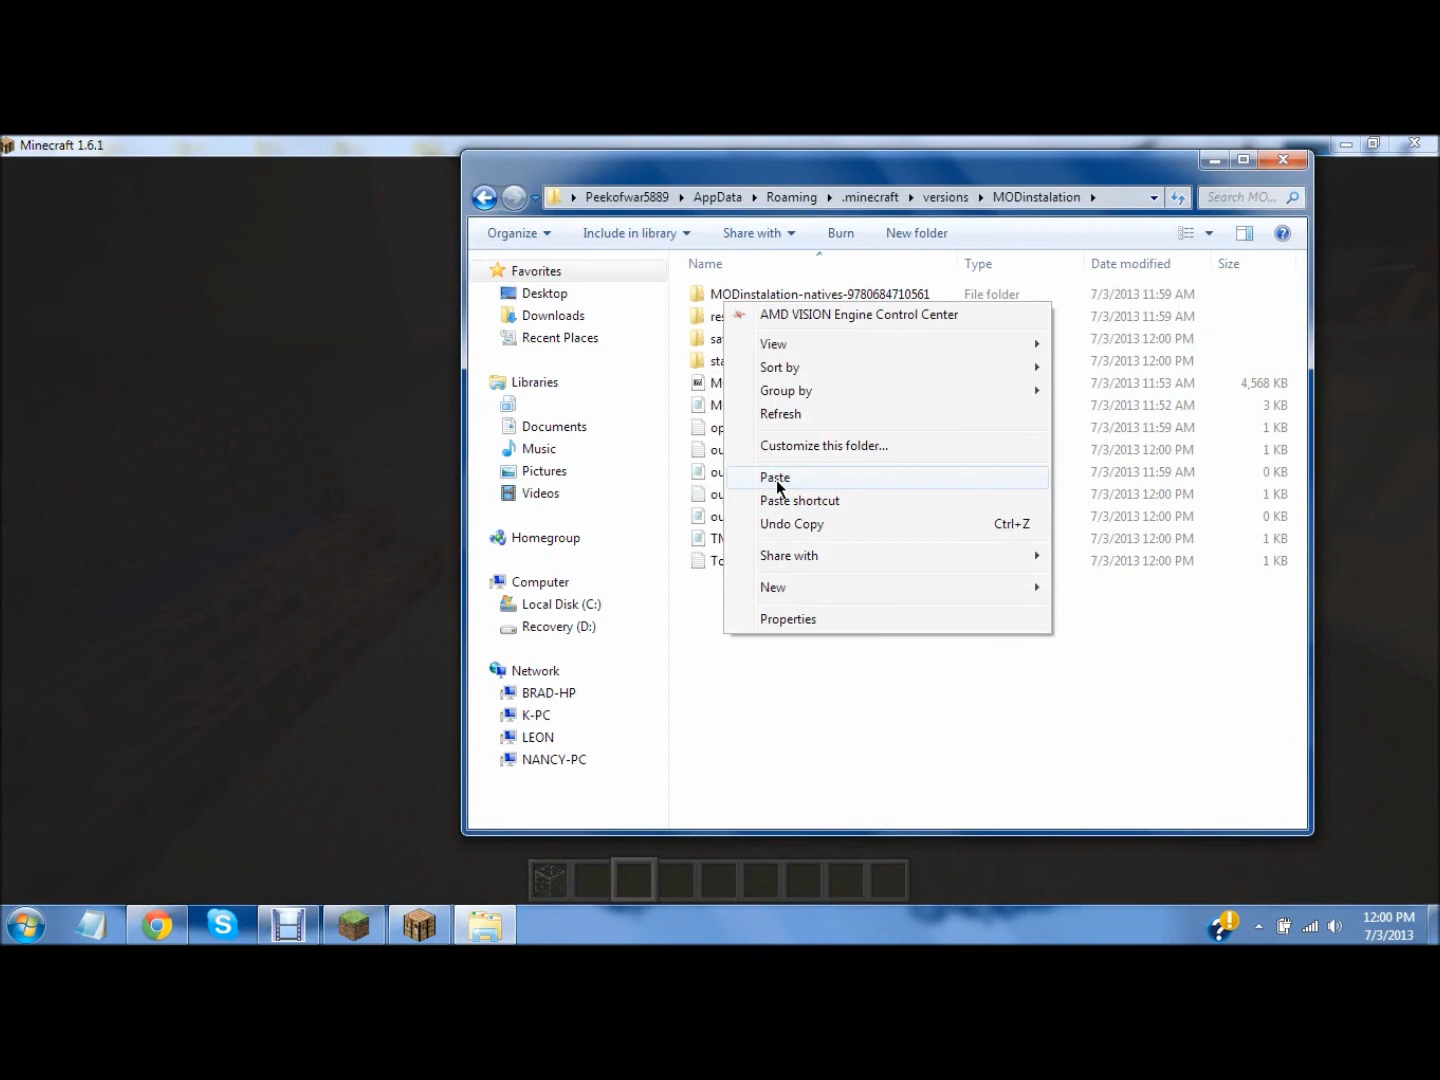 Minecraft 1.6.1
Peekofwar5889 AppData Roaming .minecraft versions MODinstalation
Search MO...
Organize Include in library Share with Burn New folder
Name Type Date modified Size
Favorites
Desktop
Downloads
Recent Places
Libraries
Documents
Music
Pictures
Videos
Homegroup
Computer
Local Disk (C:)
Recovery (D:)
Network
BRAD-HP
K-PC
LEON
NANCY-PC
MODinstalation-natives-9780684710561 File folder 7/3/2013 11:59 AM
7/3/2013 11:59 AM
7/3/2013 12:00 PM
7/3/2013 12:00 PM
7/3/2013 11:53 AM 4,568 KB
7/3/2013 11:52 AM 3 KB
7/3/2013 11:59 AM 1 KB
7/3/2013 12:00 PM 1 KB
7/3/2013 11:59 AM 0 KB
7/3/2013 12:00 PM 1 KB
7/3/2013 12:00 PM 0 KB
7/3/2013 12:00 PM 1 KB
7/3/2013 12:00 PM 1 KB
AMD VISION Engine Control Center
View
Sort by
Group by
Refresh
Customize this folder...
Paste
Paste shortcut
Undo Copy Ctrl+Z
Share with
New
Properties
12:00 PM
7/3/2013